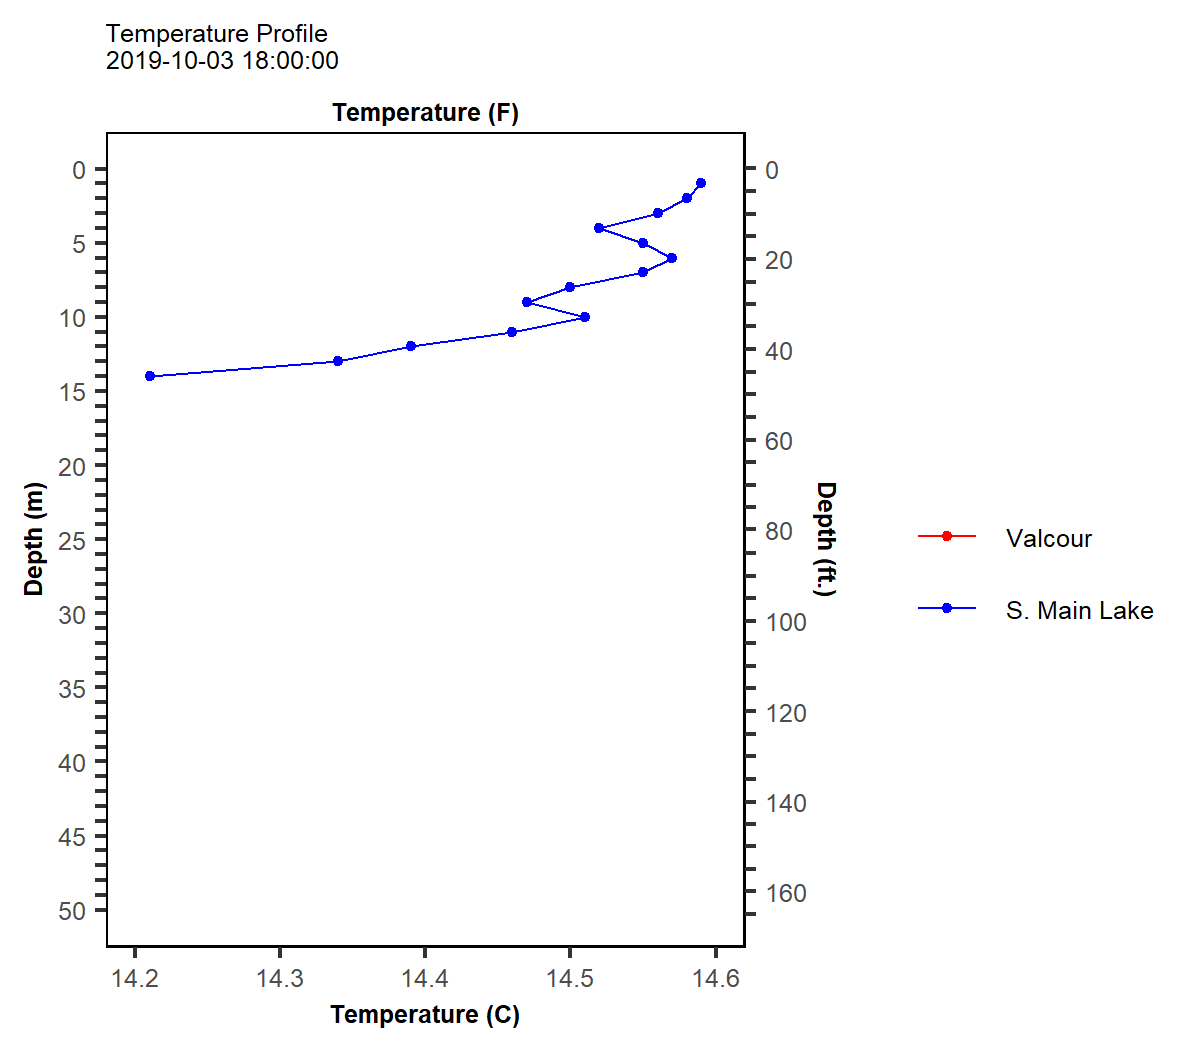 Temperature Profile
2019-10-03 18:00:00
Temperature (F)
0
5
10
15
20
25
30
35
40
45
50
Depth (m)
0
20
40
60
80
100
120
140
160
Depth (ft.)
Valcour
S. Main Lake
14.2 14.3 14.4 14.5 14.6
Temperature (C)